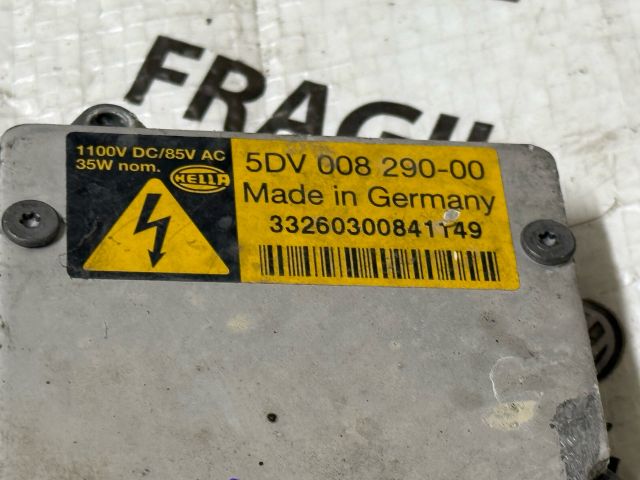 FRAGIL
1100V DC/85V AC
35W nom.
HELLA
5DV 008 290-00
Made in Germany
33260300841149